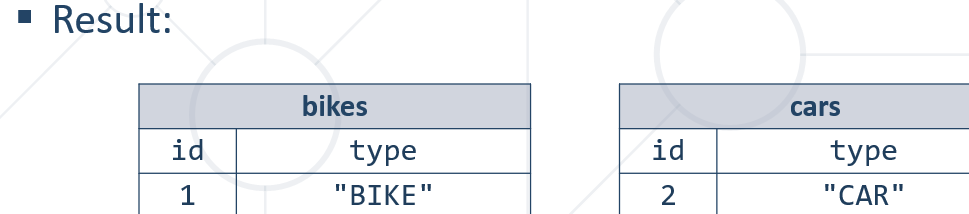 ▪ Result:
bikes cars
id type id type
1 "BIKE" 2 "CAR"